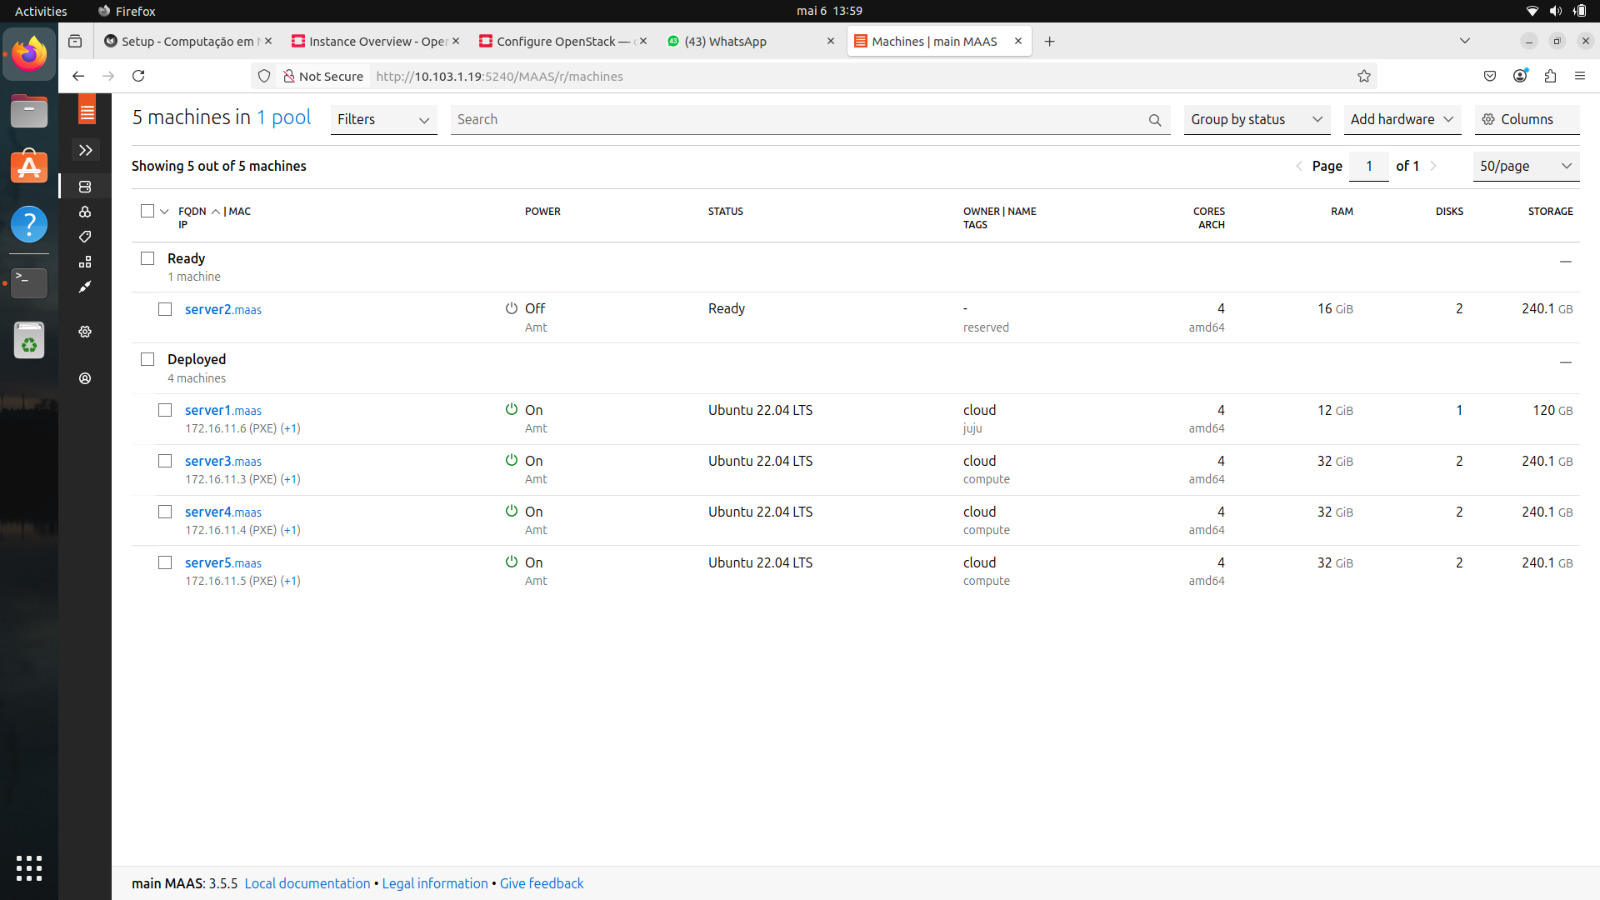 Activities
Firefox
mai 6 13:59
Setup - Computação em
Instance Overview - Oper
Configure OpenStack —
(43) WhatsApp
Machines | main MAAS
Not Secure
http://10.103.1.19:5240/MAAS/r/machines
5 machines in 1 pool
Filters
Search
Group by status
Add hardware
Columns
Showing 5 out of 5 machines
Page 1 of 1
50/page
FQDN | MAC
IP
POWER
STATUS
OWNER | NAME
TAGS
CORES
ARCH
RAM
DISKS
STORAGE
Ready
1 machine
server2.maas
Off
Amt
Ready
-
reserved
4
amd64
16 GiB
2
240.1 GB
Deployed
4 machines
server1.maas
172.16.11.6 (PXE) (+1)
On
Amt
Ubuntu 22.04 LTS
cloud
juju
4
amd64
12 GiB
1
120 GB
server3.maas
172.16.11.3 (PXE) (+1)
On
Amt
Ubuntu 22.04 LTS
cloud
compute
4
amd64
32 GiB
2
240.1 GB
server4.maas
172.16.11.4 (PXE) (+1)
On
Amt
Ubuntu 22.04 LTS
cloud
compute
4
amd64
32 GiB
2
240.1 GB
server5.maas
172.16.11.5 (PXE) (+1)
On
Amt
Ubuntu 22.04 LTS
cloud
compute
4
amd64
32 GiB
2
240.1 GB
main MAAS: 3.5.5 Local documentation • Legal information • Give feedback